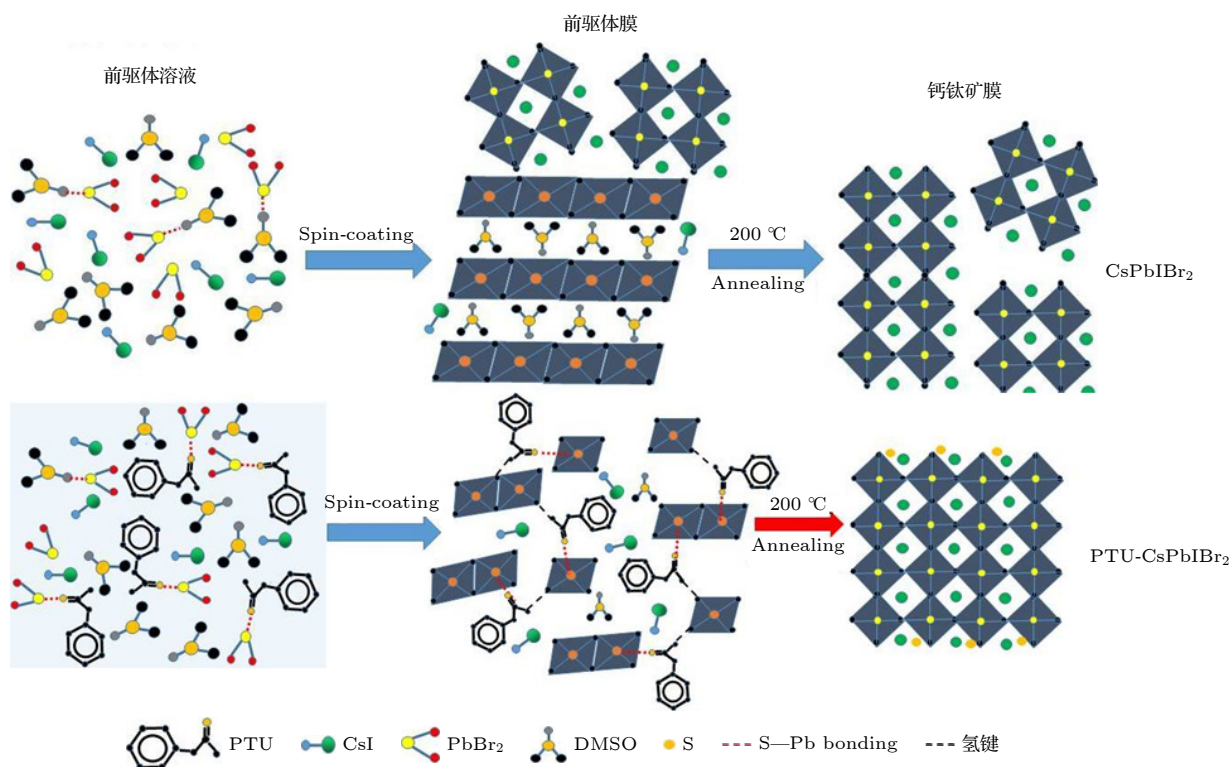 前驱体溶液
前驱体膜
钙钛矿膜
Spin-coating
200 ℃
Annealing
CsPbIBr₂
Spin-coating
200 ℃
Annealing
PTU-CsPbIBr₂
PTU CsI PbBr₂ DMSO S S—Pb bonding 氢键